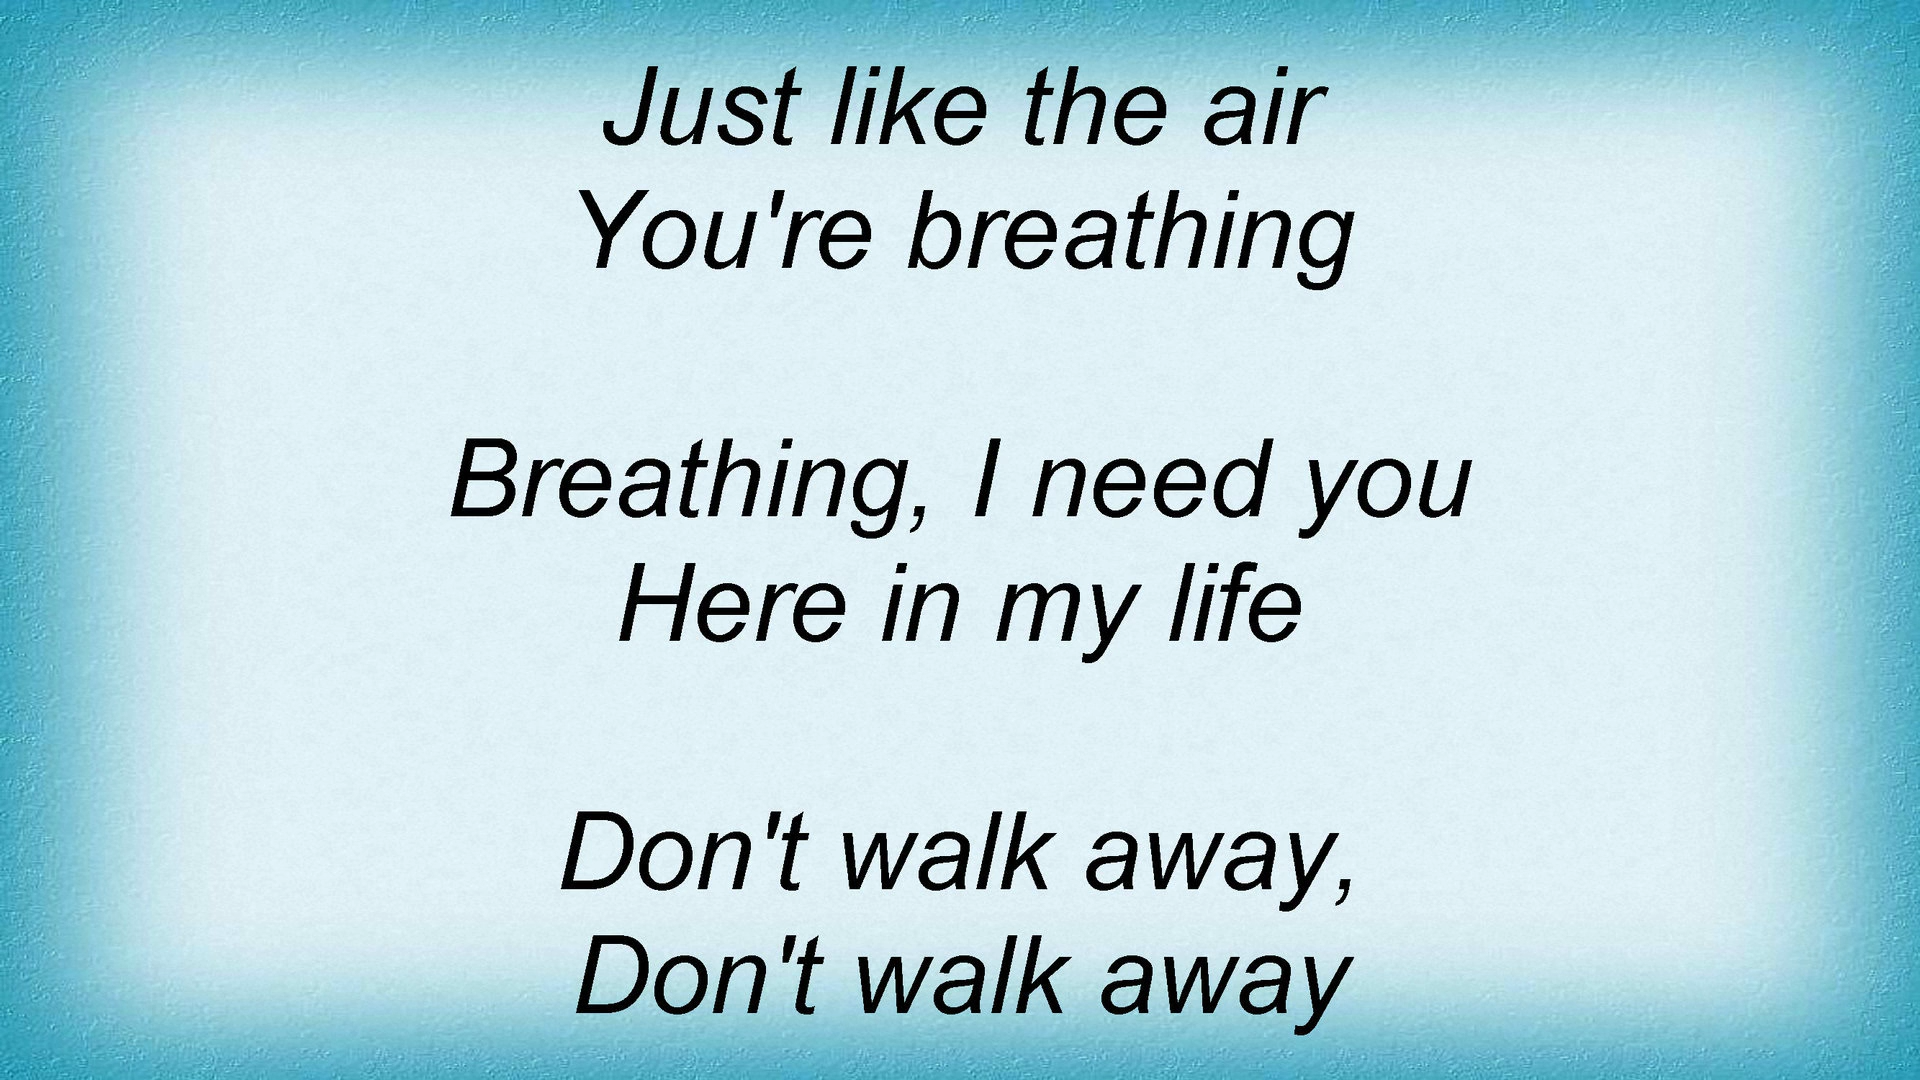 Just like the air
You're breathing
Breathing, I need you
Here in my life
Don't walk away,
Don't walk away